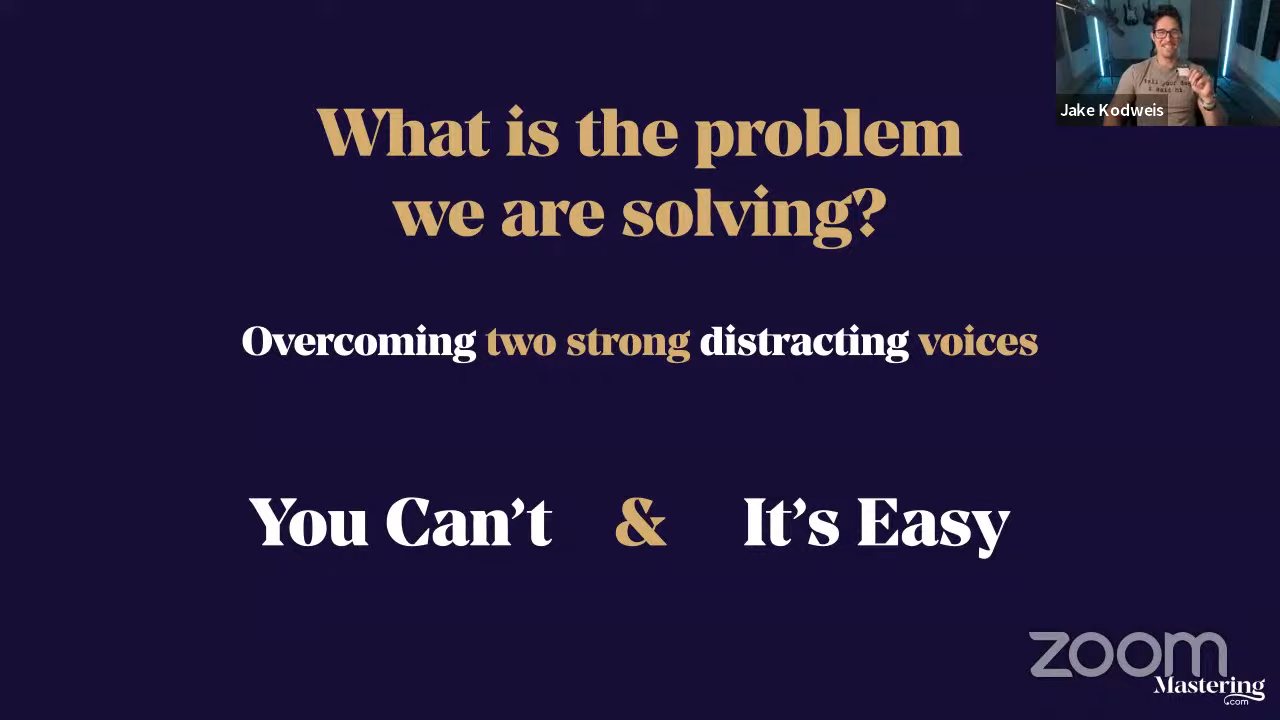 Jake Kodweis
What is the problem
we are solving?
Overcoming two strong distracting voices
You Can't & It's Easy
zoom
Mastering
.com